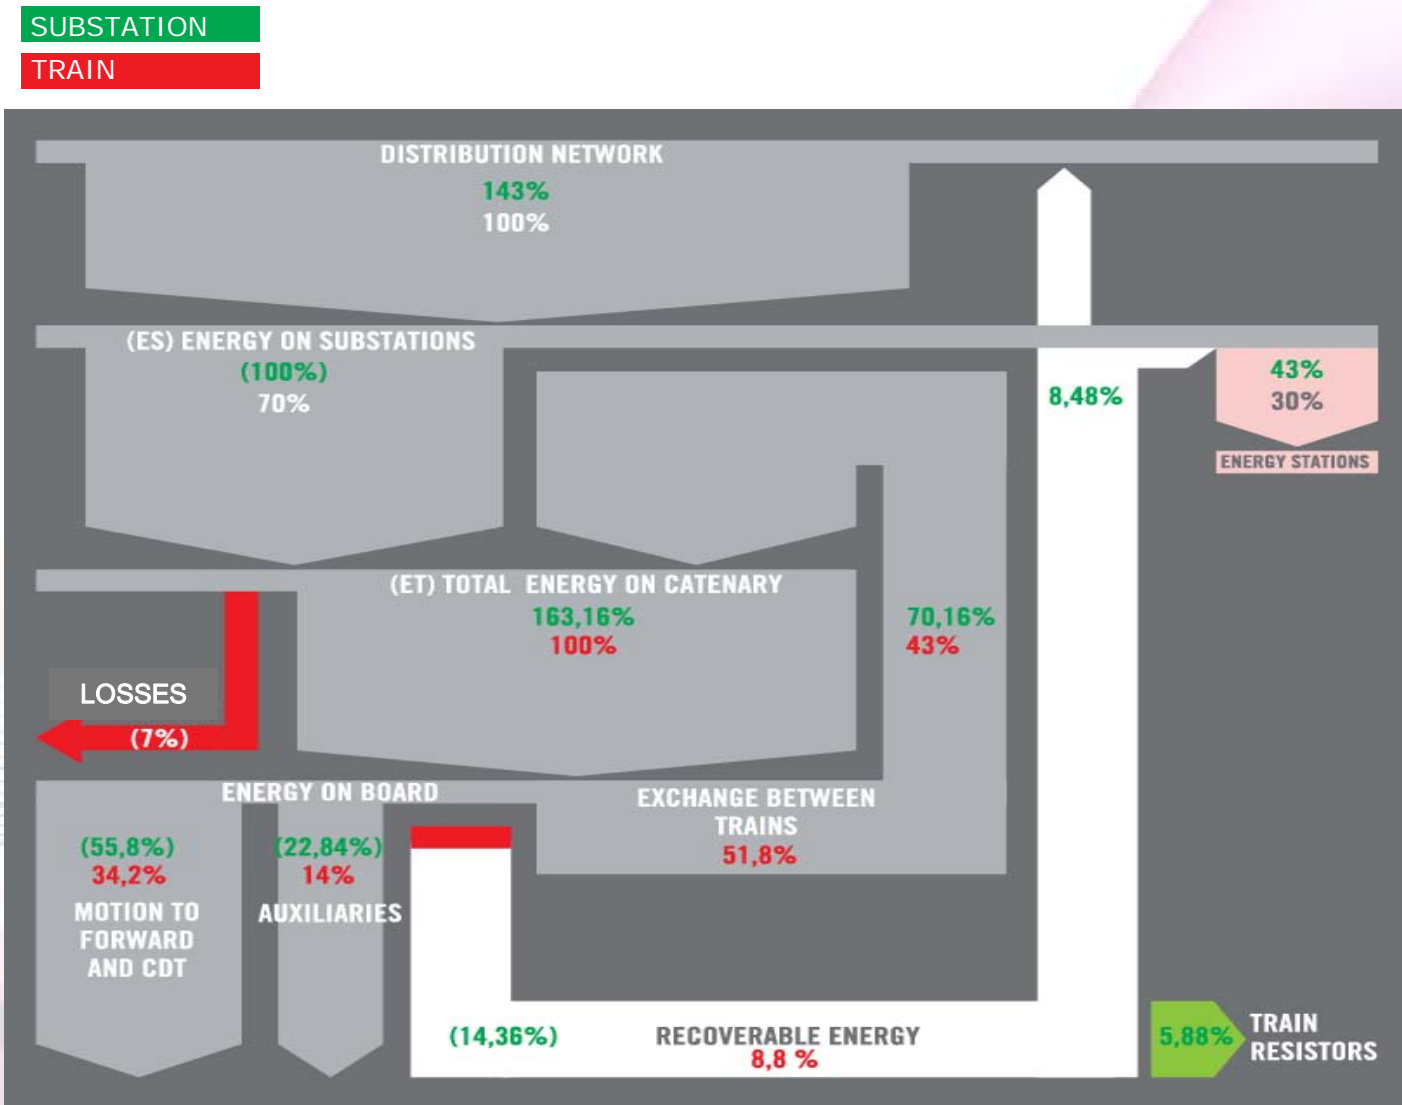 SUBSTATION
TRAIN
DISTRIBUTION NETWORK
143%
100%
(ES) ENERGY ON SUBSTATIONS
(100%)
70%
8,48%
43%
30%
ENERGY STATIONS
(ET) TOTAL ENERGY ON CATENARY
163,16%
100%
70,16%
43%
LOSSES
(7%)
ENERGY ON BOARD
EXCHANGE BETWEEN
TRAINS
51,8%
(55,8%)
34,2%
MOTION TO
FORWARD
AND CDT
(22,84%)
14%
AUXILIARIES
(14,36%)
RECOVERABLE ENERGY
8,8 %
5,88%
TRAIN
RESISTORS